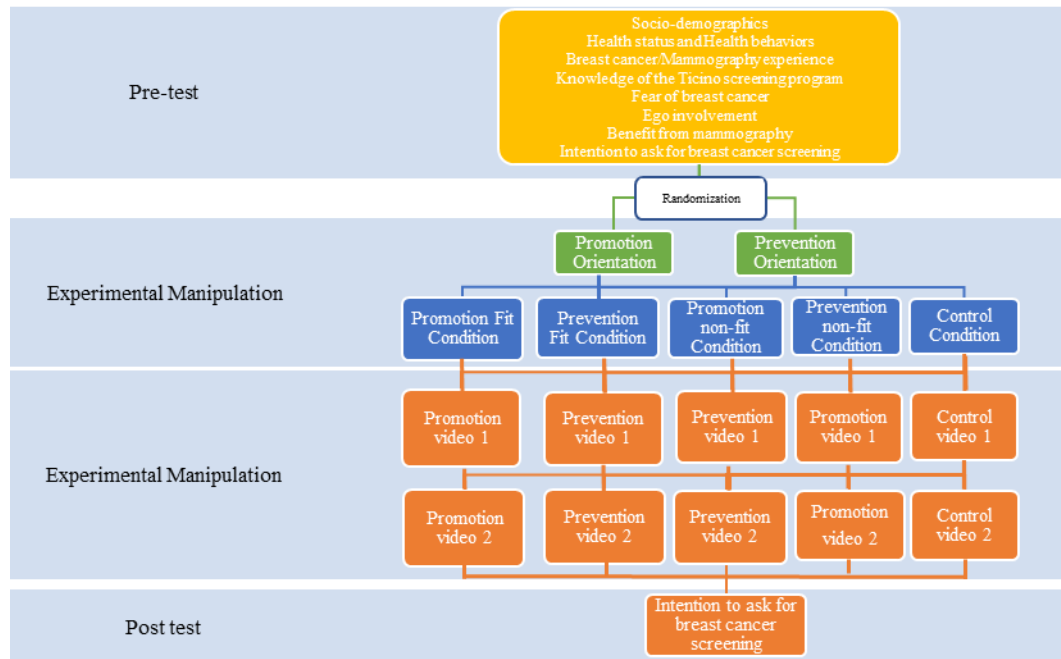 Pre-test
Socio-demographics
Health status and Health behaviors
Breast cancer/Mammography experience
Knowledge of the Ticino screening program
Fear of breast cancer
Ego involvement
Benefit from mammography
Intention to ask for breast cancer screening
Randomization
Experimental Manipulation
Promotion
Orientation
Prevention
Orientation
Promotion Fit
Condition
Prevention
Fit Condition
Promotion
non-fit
Condition
Prevention
non-fit
Condition
Control
Condition
Experimental Manipulation
Promotion
video 1
Prevention
video 1
Prevention
video 1
Promotion
video 1
Control
video 1
Promotion
video 2
Prevention
video 2
Prevention
video 2
Promotion
video 2
Control
video 2
Post test
Intention to ask for
breast cancer
screening